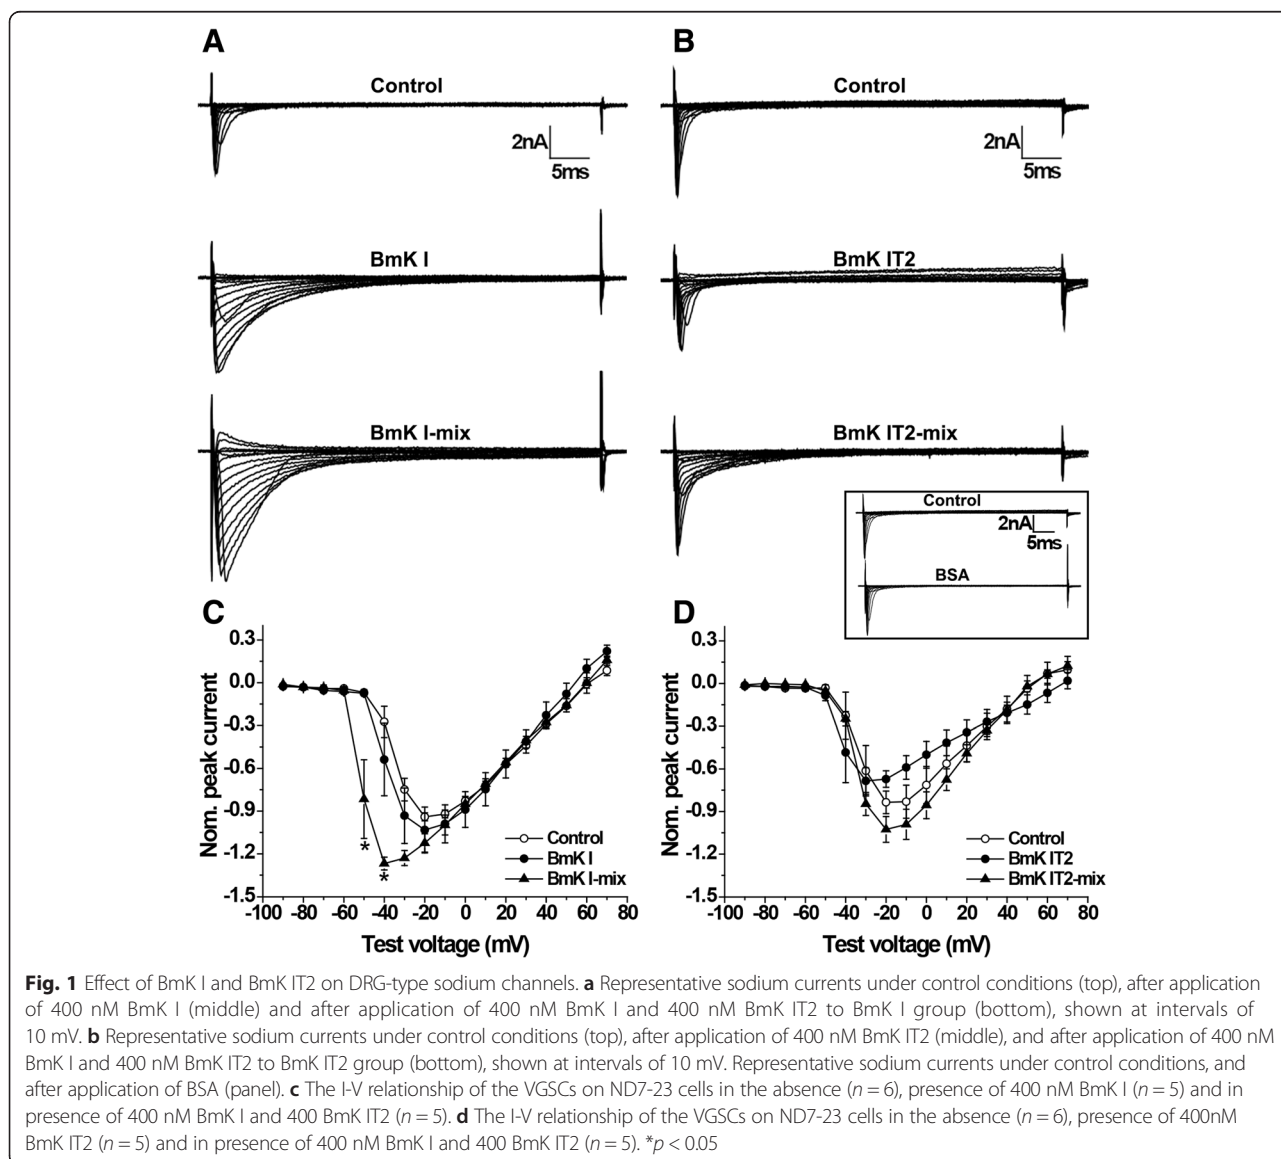 A
B
Control
Control
2nA
5ms
2nA
5ms
BmK I
BmK IT2
BmK I-mix
BmK IT2-mix
Control
2nA
5ms
BSA
C
D
0.3
0.0
-0.3
-0.6
-0.9
-1.2
-1.5
Nom. peak current
Control
BmK I
BmK I-mix
*
*
-100 -80 -60 -40 -20 0 20 40 60 80
Test voltage (mV)
0.3
0.0
-0.3
-0.6
-0.9
-1.2
-1.5
Nom. peak current
Control
BmK IT2
BmK IT2-mix
-100 -80 -60 -40 -20 0 20 40 60 80
Test voltage (mV)
Fig. 1 Effect of BmK I and BmK IT2 on DRG-type sodium channels. a Representative sodium currents under control conditions (top), after application
of 400 nM BmK I (middle) and after application of 400 nM BmK I and 400 nM BmK IT2 to BmK I group (bottom), shown at intervals of
10 mV. b Representative sodium currents under control conditions (top), after application of 400 nM BmK IT2 (middle), and after application of 400 nM
BmK I and 400 nM BmK IT2 to BmK IT2 group (bottom), shown at intervals of 10 mV. Representative sodium currents under control conditions, and
after application of BSA (panel). c The I-V relationship of the VGSCs on ND7-23 cells in the absence (n = 6), presence of 400 nM BmK I (n = 5) and in
presence of 400 nM BmK I and 400 BmK IT2 (n = 5). d The I-V relationship of the VGSCs on ND7-23 cells in the absence (n = 6), presence of 400nM
BmK IT2 (n = 5) and in presence of 400 nM BmK I and 400 BmK IT2 (n = 5). *p < 0.05